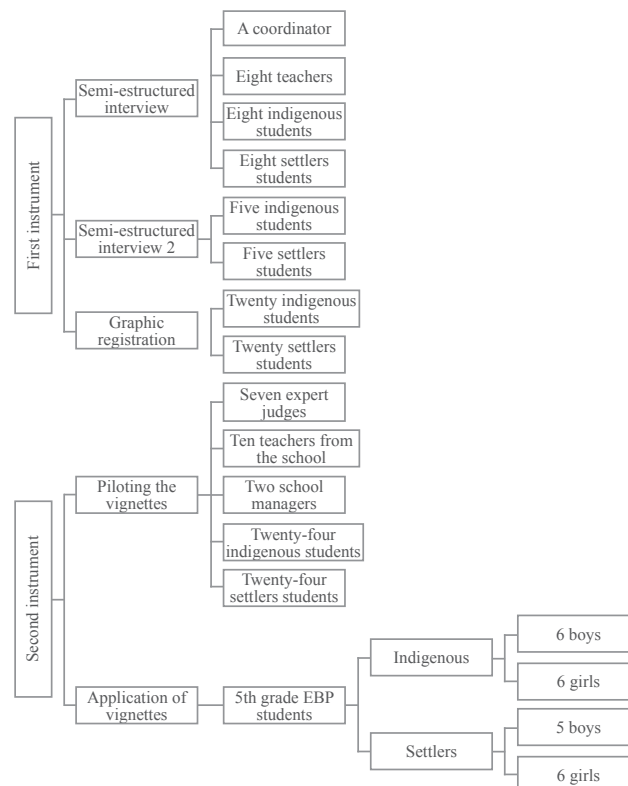 First instrument
Semi-estructured
interview
A coordinator
Eight teachers
Eight indigenous
students
Eight settlers
students
Semi-estructured
interview 2
Five indigenous
students
Five settlers
students
Graphic
registration
Twenty indigenous
students
Twenty settlers
students
Second instrument
Piloting the
vignettes
Seven expert
judges
Ten teachers from
the school
Two school
managers
Twenty-four
indigenous students
Twenty-four
settlers students
Application of
vignettes
5th grade EBP
students
Indigenous
6 boys
6 girls
Settlers
5 boys
6 girls